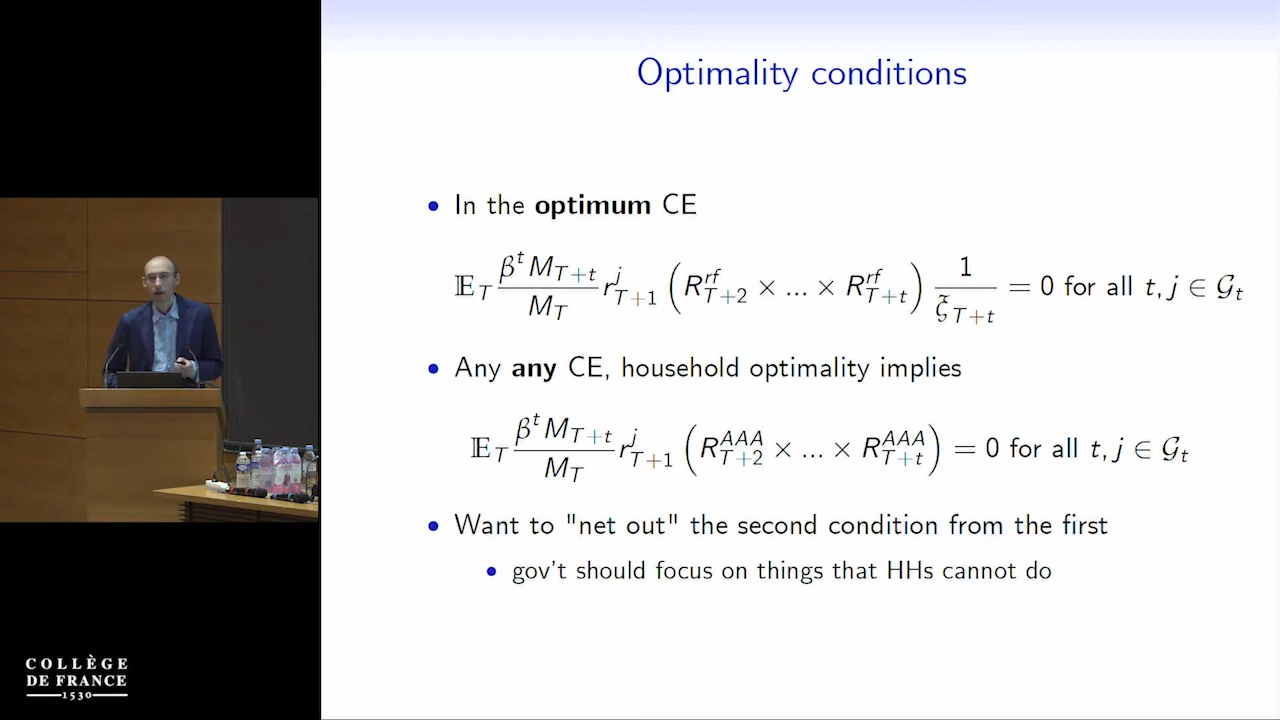 Optimality conditions
• In the optimum CE
𝔼_T \frac{β^t M_{T+t}}{M_T} r^j_{T+1} (R^{rf}_{T+2} × ... × R^{rf}_{T+t}) \frac{1}{ξ_{T+t}} = 0 for all t, j ∈ 𝒢_t
• Any any CE, household optimality implies
𝔼_T \frac{β^t M_{T+t}}{M_T} r^j_{T+1} (R^{AAA}_{T+2} × ... × R^{AAA}_{T+t}) = 0 for all t, j ∈ 𝒢_t
• Want to "net out" the second condition from the first
• gov't should focus on things that HHs cannot do
COLLÈGE
DE FRANCE
1530